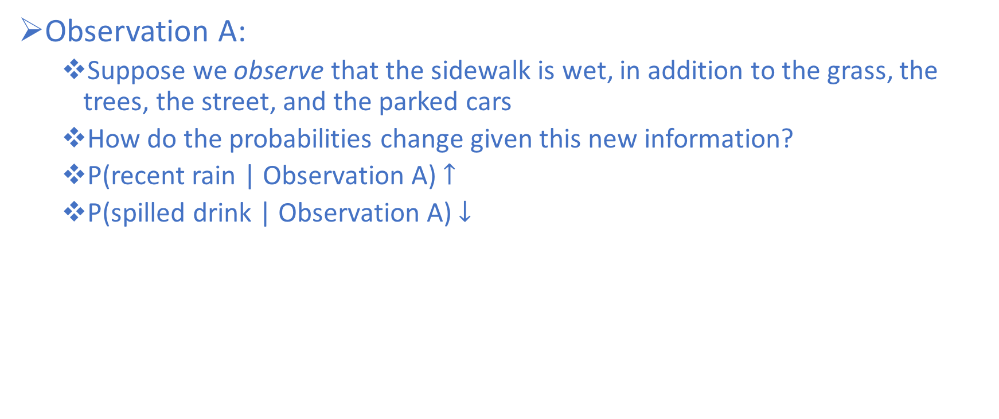 ➢Observation A:
❖Suppose we observe that the sidewalk is wet, in addition to the grass, the
trees, the street, and the parked cars
❖How do the probabilities change given this new information?
❖P(recent rain | Observation A)↑
❖P(spilled drink | Observation A)↓